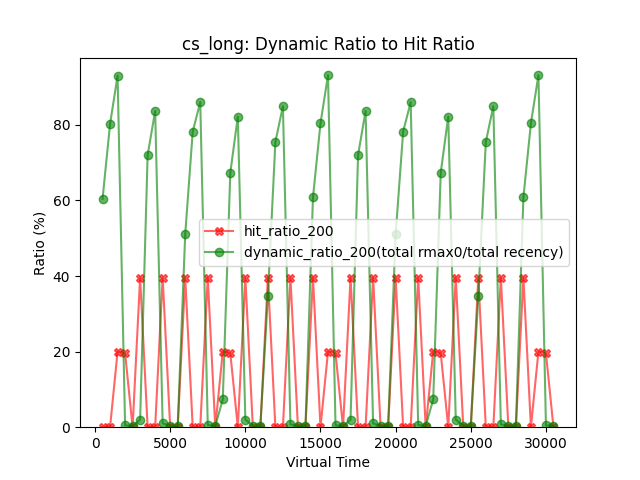 cs_long: Dynamic Ratio to Hit Ratio
Ratio (%)
80
60
40
20
0
hit_ratio_200
dynamic_ratio_200(total rmax0/total recency)
0 5000 10000 15000 20000 25000 30000
Virtual Time